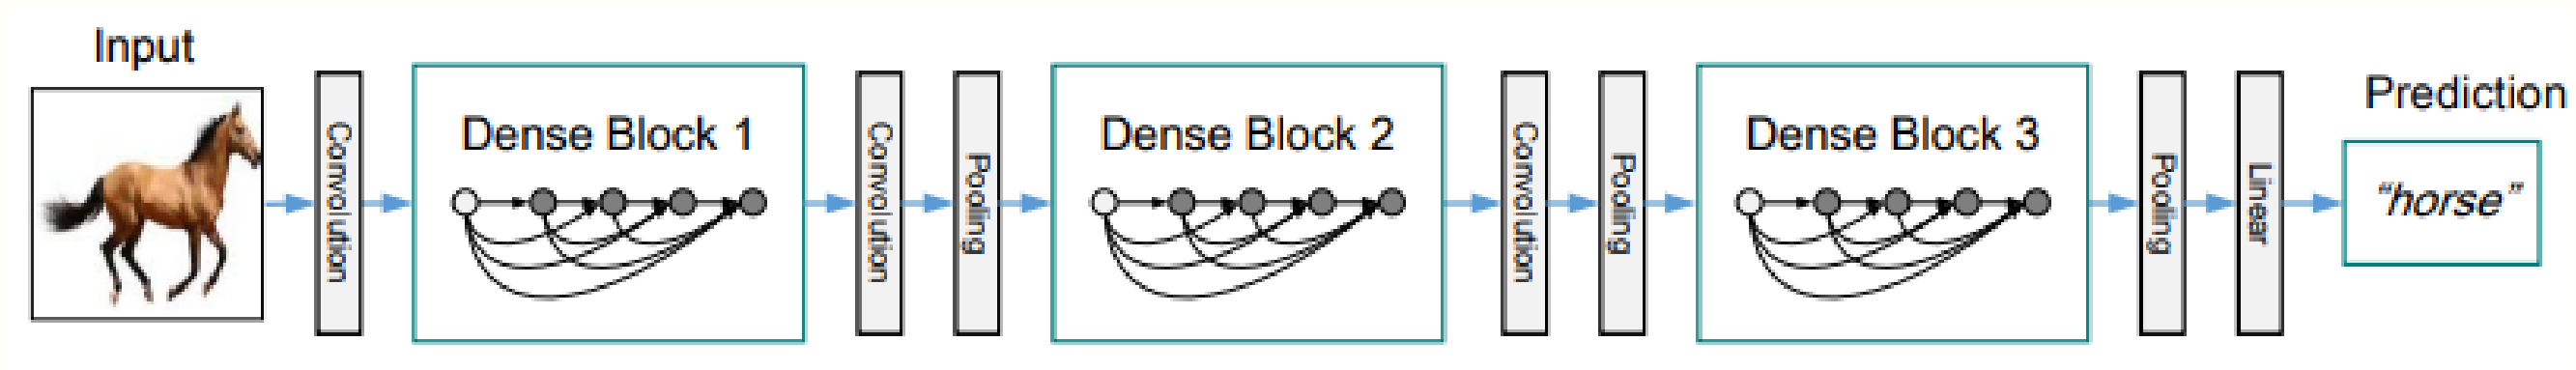 Input
Convolution
Dense Block 1
Convolution
Pooling
Dense Block 2
Convolution
Pooling
Dense Block 3
Pooling
Linear
Prediction
“horse”